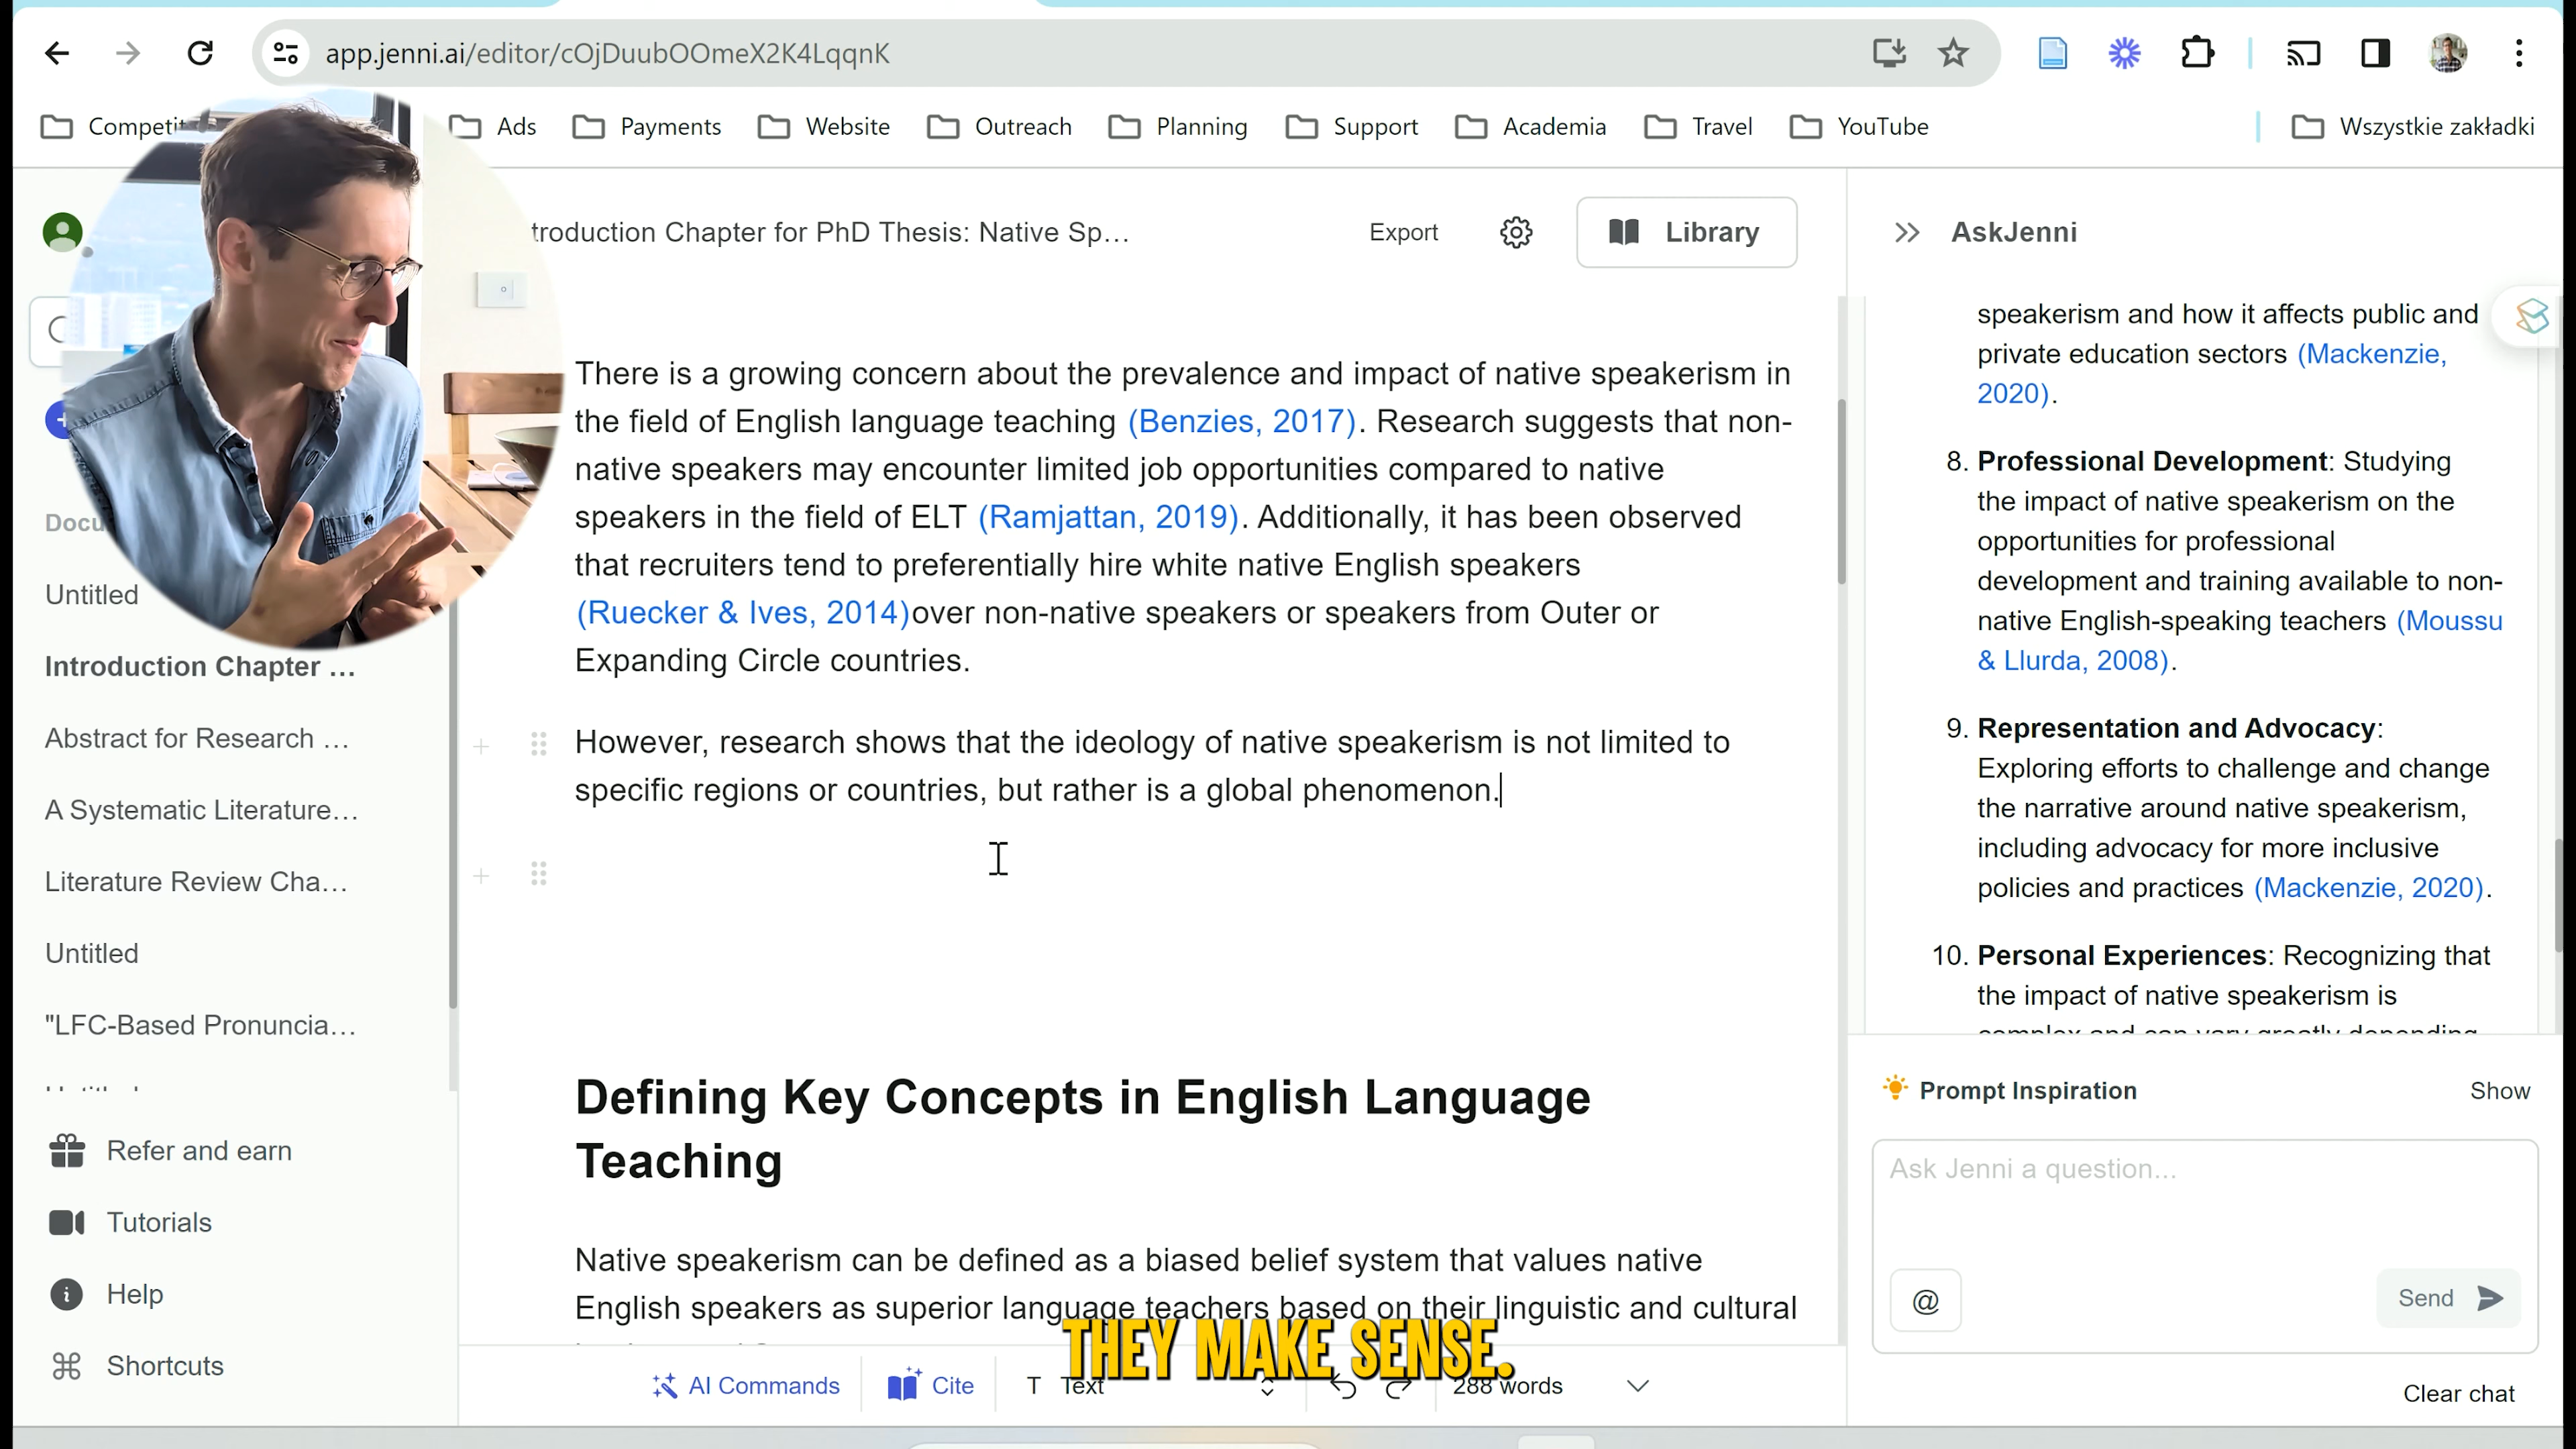 app.jenni.ai/editor/cOjDuubOOmeX2K4LqqnK
Ads
Payments
Website
Outreach
Planning
Support
Academia
Travel
YouTube
Wszystkie zakładki
troduction Chapter for PhD Thesis: Native Sp...
Export
Library
AskJenni
Untitled
Introduction Chapter ...
Abstract for Research ...
A Systematic Literature...
Literature Review Cha...
Untitled
"LFC-Based Pronuncia...
Refer and earn
Tutorials
Help
Shortcuts
There is a growing concern about the prevalence and impact of native speakerism in
the field of English language teaching (Benzies, 2017). Research suggests that non-
native speakers may encounter limited job opportunities compared to native
speakers in the field of ELT (Ramjattan, 2019). Additionally, it has been observed
that recruiters tend to preferentially hire white native English speakers
(Ruecker & Ives, 2014)over non-native speakers or speakers from Outer or
Expanding Circle countries.
However, research shows that the ideology of native speakerism is not limited to
specific regions or countries, but rather is a global phenomenon.
Defining Key Concepts in English Language
Teaching
Native speakerism can be defined as a biased belief system that values native
English speakers as superior language teachers based on their linguistic and cultural
THEY MAKE SENSE.
AI Commands
Cite
T Text
288 words
speakerism and how it affects public and
private education sectors (Mackenzie,
2020).
8. Professional Development: Studying
the impact of native speakerism on the
opportunities for professional
development and training available to non-
native English-speaking teachers (Moussu
& Llurda, 2008).
9. Representation and Advocacy:
Exploring efforts to challenge and change
the narrative around native speakerism,
including advocacy for more inclusive
policies and practices (Mackenzie, 2020).
10. Personal Experiences: Recognizing that
the impact of native speakerism is
complex and can vary greatly depending
Prompt Inspiration
Show
Ask Jenni a question...
@
Send
Clear chat